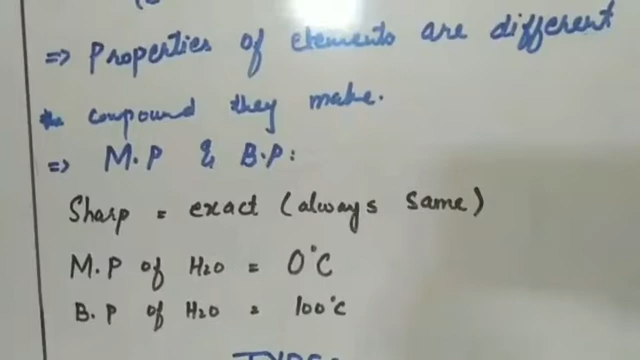 => Properties of elements are different
the compound they make.
=> M.P & B.P:
Sharp = exact (always same)
M.P of H2O = 0°C
B.P of H2O = 100°C